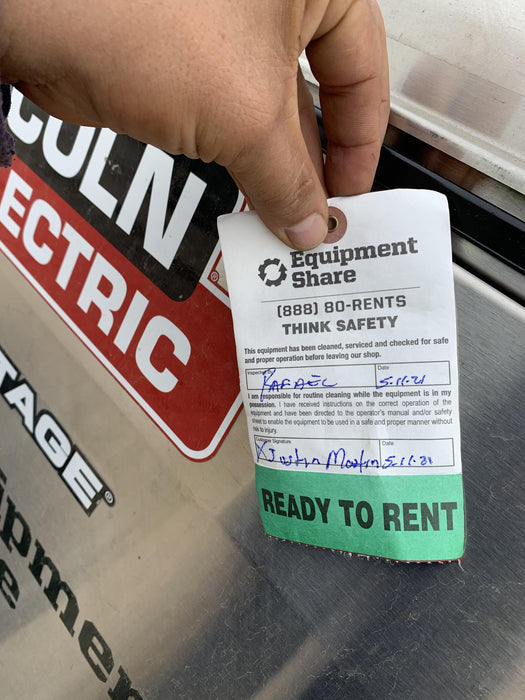 COLN
ECTRIC
TAGE®
Equipment
Share
(888) 80-RENTS
THINK SAFETY
This equipment has been cleaned, serviced and checked for safe
and proper operation before leaving our shop.
Date
RAFAEL 5-11-21
I am responsible for routine cleaning while the equipment is in my
possession. I have received instructions on the correct operation of the
equipment and have been directed to the operator's manual and/or safety
sheet to enable the equipment to be used in a safe and proper manner without
risk to injury.
Customer Signature Date
X Justin 5-11-21
READY TO RENT